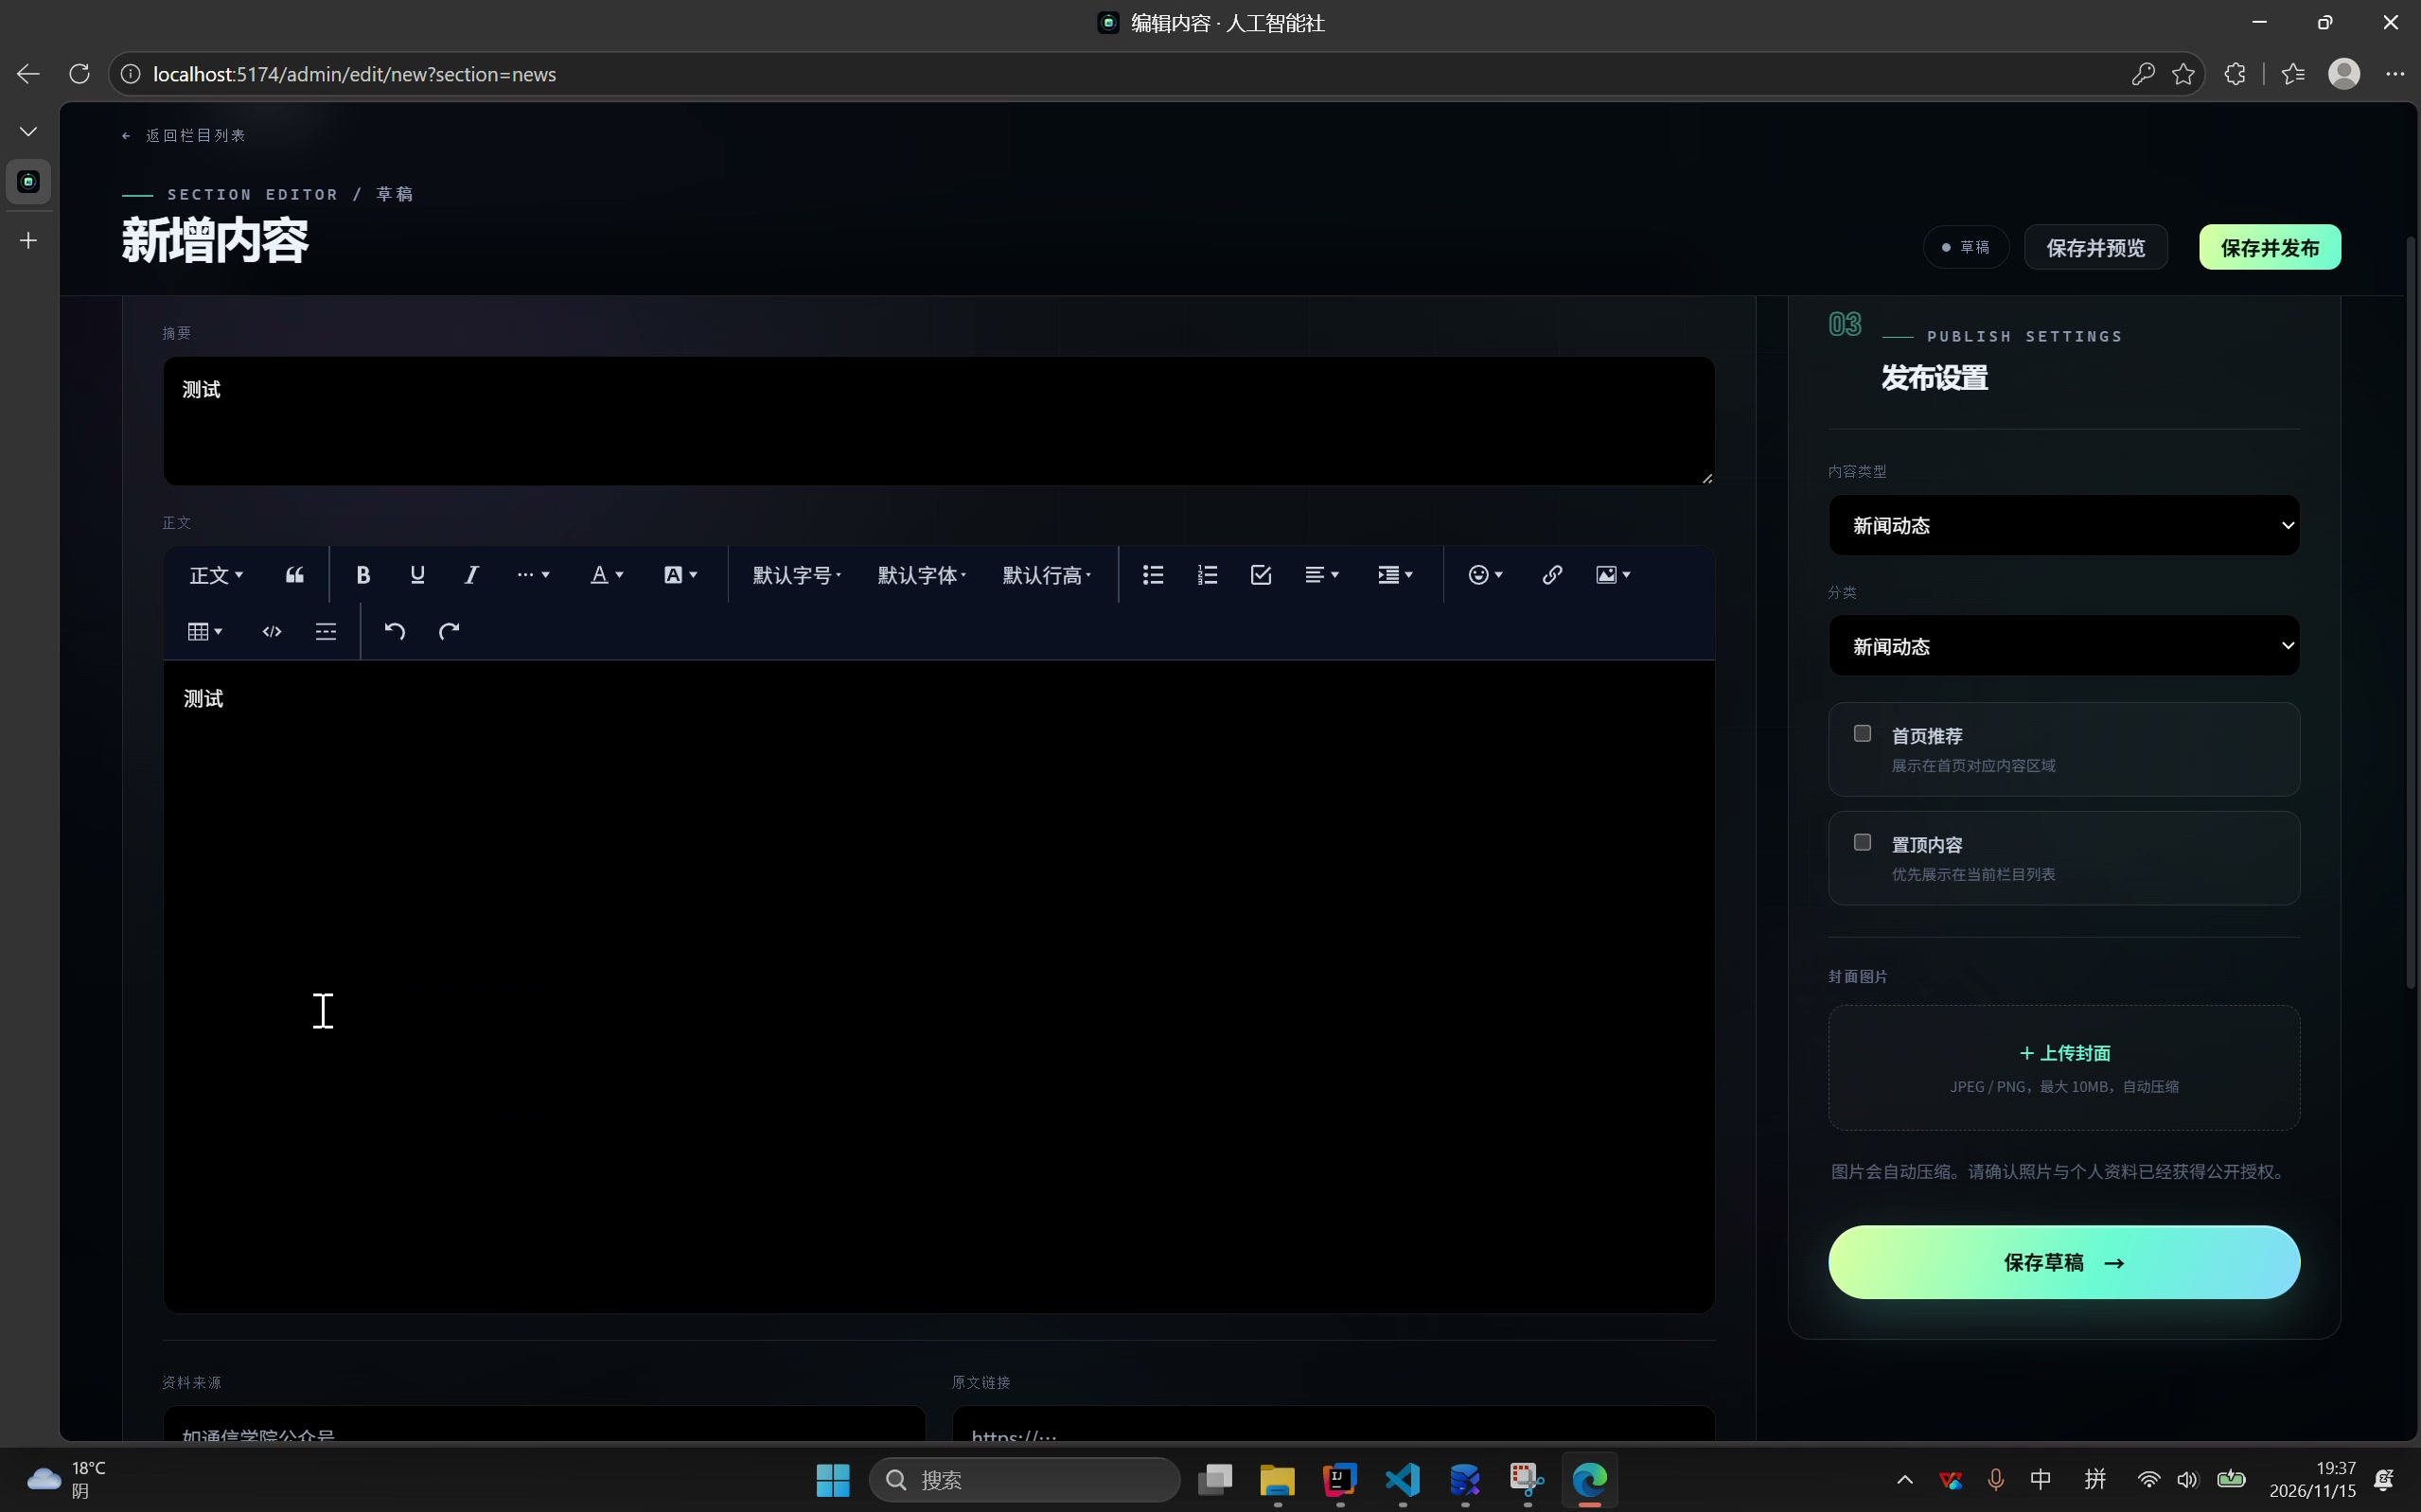 编辑内容 · 人工智能社
localhost:5174/admin/edit/new?section=news
← 返回栏目列表
SECTION EDITOR / 草稿
新增内容
草稿
保存并预览
保存并发布
摘要
测试
正文
正文
B U I ··· A A
默认字号
默认字体
默认行高
测试
资料来源
原文链接
如通信学院公众号
https://…
03
PUBLISH SETTINGS
发布设置
内容类型
新闻动态
分类
新闻动态
首页推荐
展示在首页对应内容区域
置顶内容
优先展示在当前栏目列表
封面图片
+ 上传封面
JPEG / PNG，最大 10MB，自动压缩
图片会自动压缩。请确认照片与个人资料已经获得公开授权。
保存草稿 →
18°C
阴
搜索
中
拼
19:37
2026/11/15